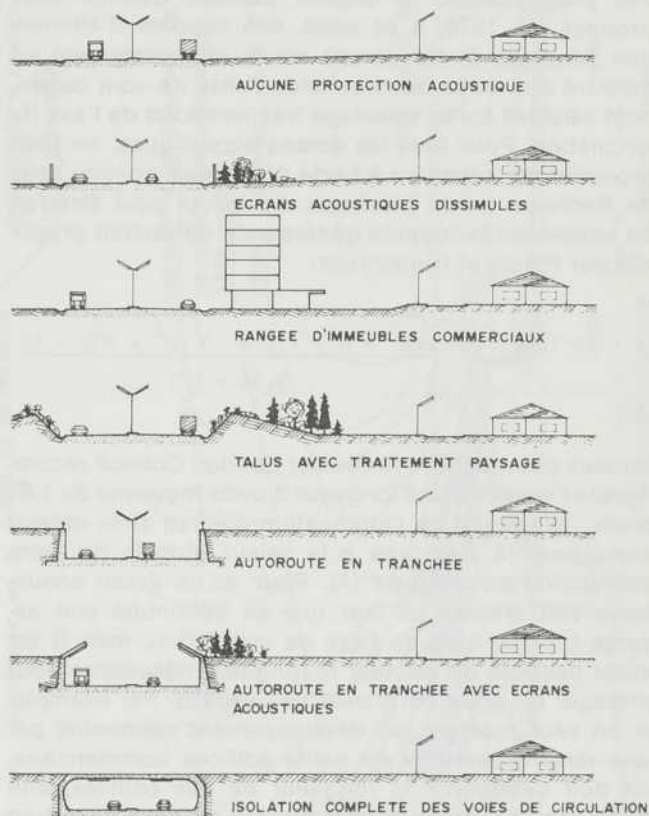 AUCUNE PROTECTION ACOUSTIQUE
ECRANS ACOUSTIQUES DISSIMULES
RANGEE D'IMMEUBLES COMMERCIAUX
TALUS AVEC TRAITEMENT PAYSAGE
AUTOROUTE EN TRANCHEE
AUTOROUTE EN TRANCHEE AVEC ECRANS
ACOUSTIQUES
ISOLATION COMPLETE DES VOIES DE CIRCULATION